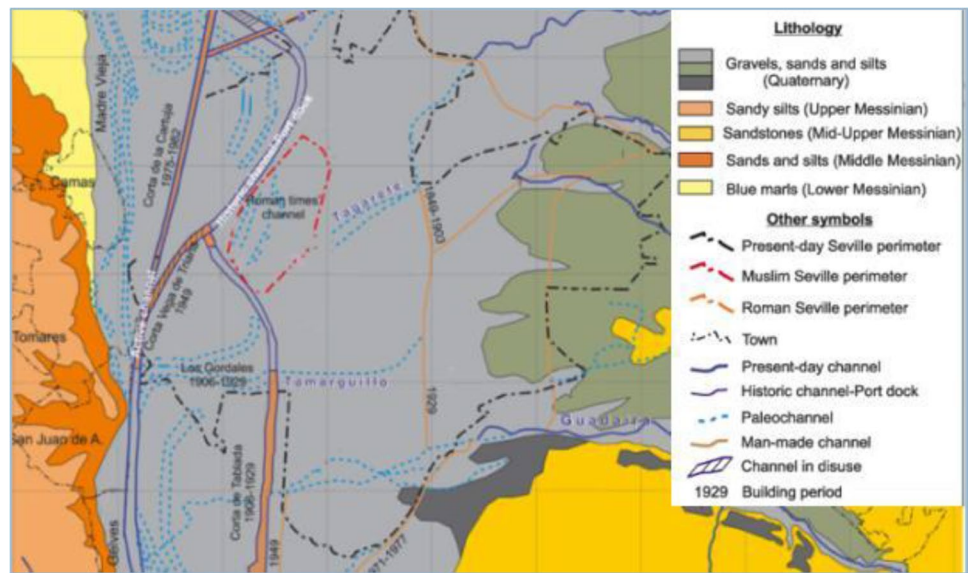 Madre Vieja
Camas
Corta de la Cartuja
1975-1982
Roman times
channel
Tagarete
1849-1903
Corta Vega de Triana
1949
Tomares
Los Gordales
1906-1929
Tamarguillo
1929
San Juan de A.
Guadaira
Corta de Tablada
1906-1929
1949
Gelves
Lithology
Gravels, sands and silts
(Quaternary)
Sandy silts (Upper Messinian)
Sandstones (Mid-Upper Messinian)
Sands and silts (Middle Messinian)
Blue marls (Lower Messinian)
Other symbols
Present-day Seville perimeter
Muslim Seville perimeter
Roman Seville perimeter
Town
Present-day channel
Historic channel-Port dock
Paleochannel
Man-made channel
Channel in disuse
1929 Building period